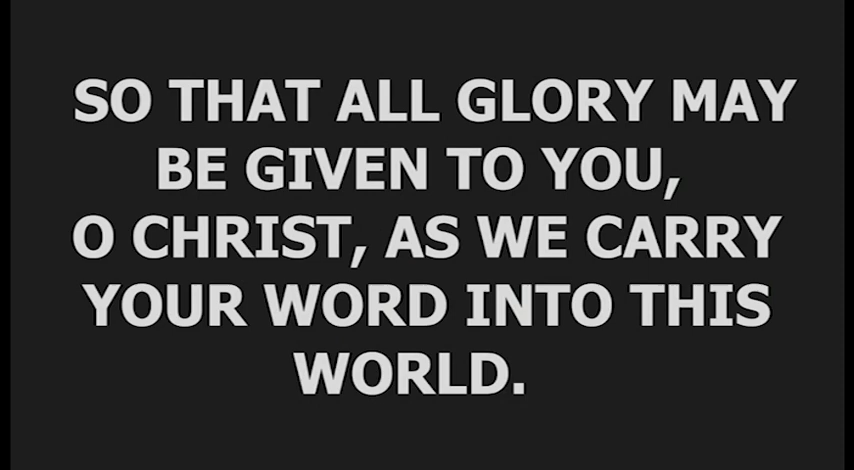 SO THAT ALL GLORY MAY
BE GIVEN TO YOU,
O CHRIST, AS WE CARRY
YOUR WORD INTO THIS
WORLD.